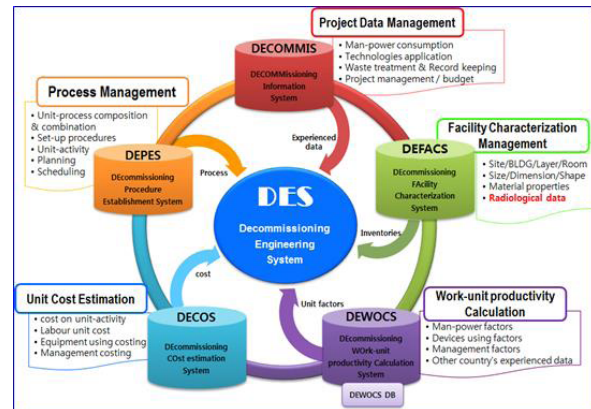 Project Data Management
• Man-power consumption
• Technologies application
• Waste treatment & Record keeping
• Project management / budget
DECOMMIS
DECOMMissioning
Information
System
Experienced
data
Process Management
• Unit-process composition
& combination
• Set-up procedures
• Unit-activity
• Planning
• Scheduling
DEPES
DEcommissioning
Procedure
Establishment System
Process
Facility Characterization
Management
• Site/BLDG/Layer/Room
• Size/Dimension/Shape
• Material properties
• Radiological data
DEFACS
DEcommissioning
FAcility
Characterization
System
Inventories
DES
Decommissioning
Engineering
System
Unit Cost Estimation
• cost on unit-activity
• Labour unit cost
• Equipment using costing
• Management costing
DECOS
DEcommissioning
COst estimation
System
cost
Work-unit productivity
Calculation
• Man-power factors
• Devices using factors
• Management factors
• Other country's experienced data
DEWOCS
DEcommissioning
WOrk-unit
productivity Calculation
System
DEWOCS DB
Unit factors